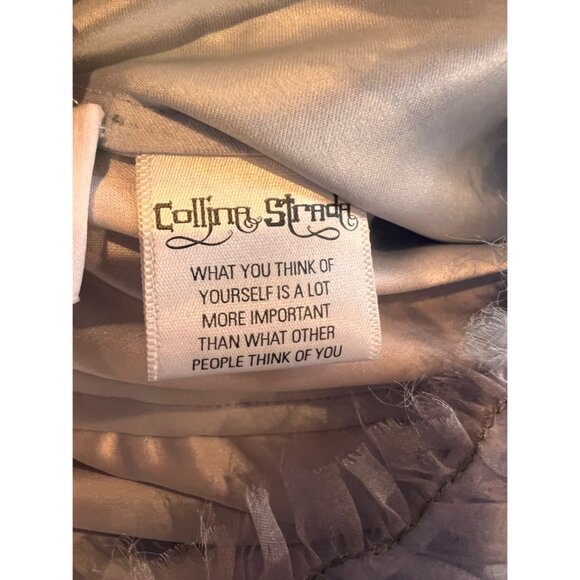 Collina Strada
WHAT YOU THINK OF
YOURSELF IS A LOT
MORE IMPORTANT
THAN WHAT OTHER
PEOPLE THINK OF YOU